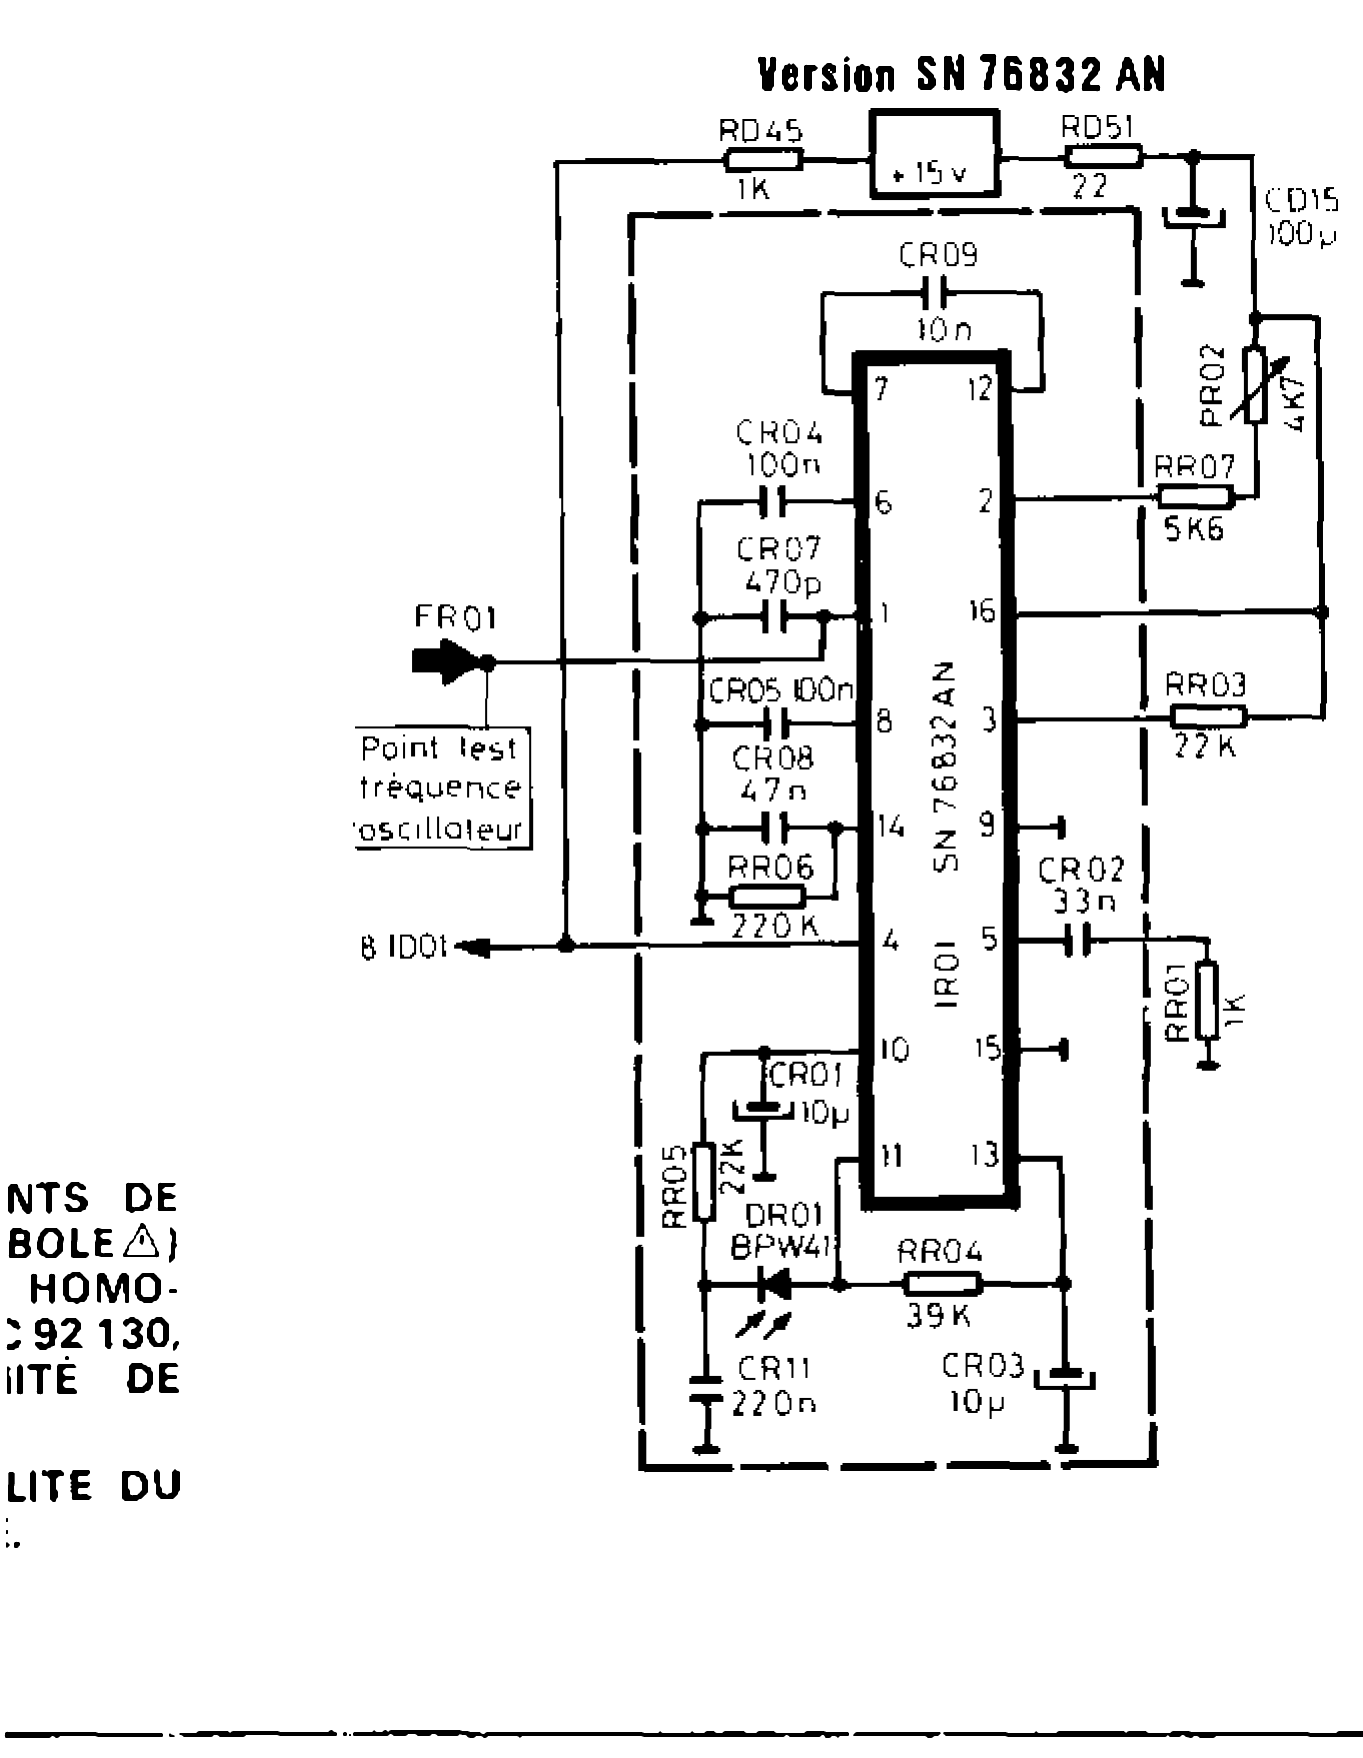 Version SN 76832 AN
RD45
1K
+ 15 v
RD51
22
CD15
100µ
CR09
10n
7
12
PR02
4K7
CR04
100n
6
2
RR07
5K6
CR07
470p
1
16
FR01
CR05 100n
8
3
RR03
22K
Point test
fréquence
oscillateur
CR08
47n
14
9
SN 76832AN
RR06
220K
CR02
33n
8 ID01
4
5
IR01
RR01
1K
10
15
CR01
10µ
RR05
22K
11
13
DR01
BPW41
RR04
39K
CR11
220n
CR03
10µ
NTS DE
BOLE⚠)
HOMO-
C 92 130,
ITÉ DE
LITE DU